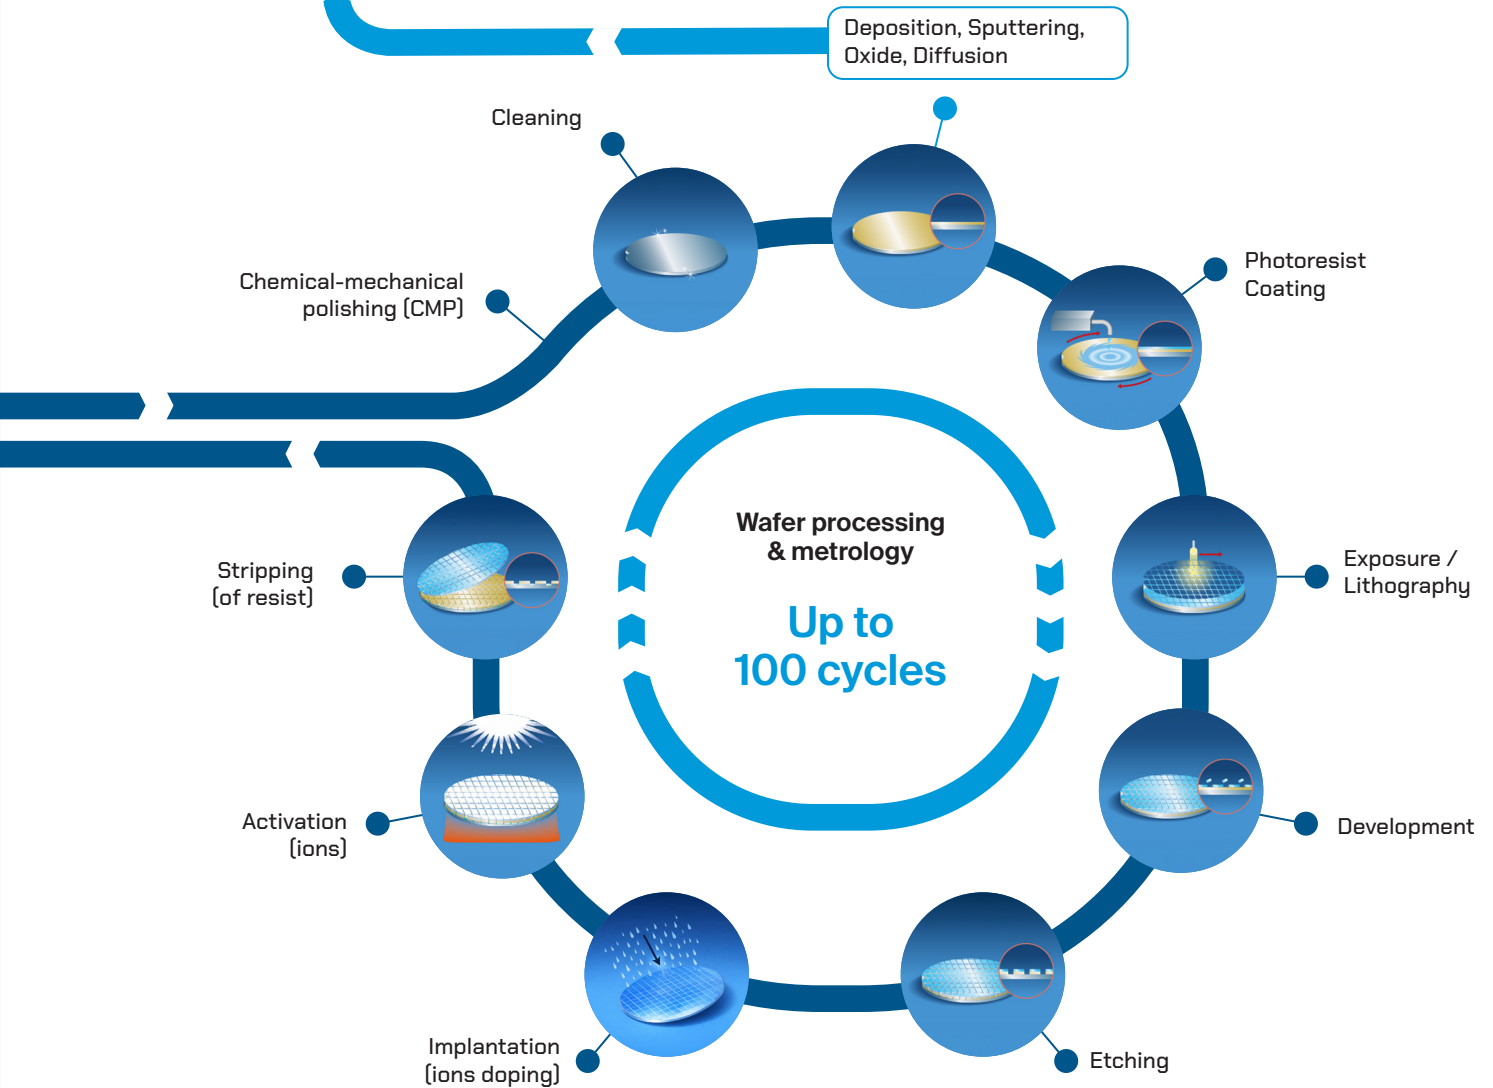 Deposition, Sputtering,
Oxide, Diffusion
Cleaning
Chemical-mechanical
polishing (CMP)
Photoresist
Coating
Wafer processing
& metrology
Up to
100 cycles
Exposure /
Lithography
Stripping
(of resist)
Development
Activation
(ions)
Implantation
(ions doping)
Etching